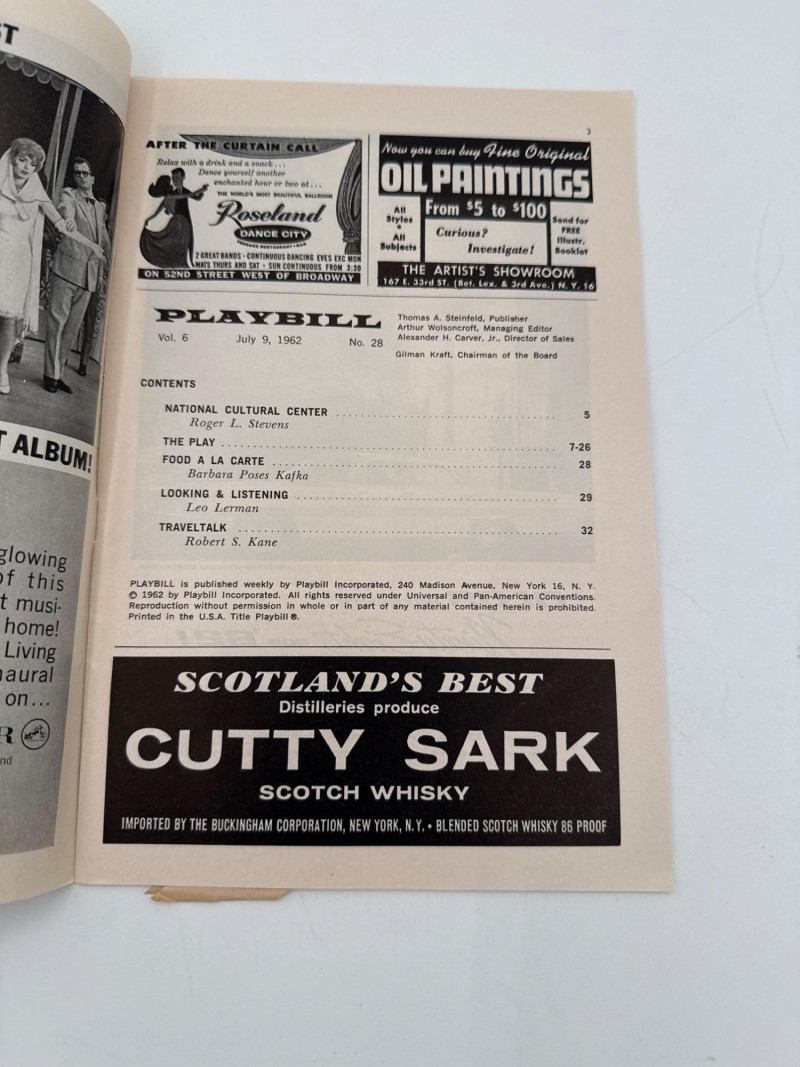 ST
T ALBUM!
glowing
of this
t musi-
home!
Living
naural
on...
R
nd
3
AFTER THE CURTAIN CALL
Relax with a drink and a snack...
Dance yourself another
enchanted hour or two at...
THE WORLD'S MOST BEAUTIFUL BALLROOM
Roseland
DANCE CITY
TERRACE RESTAURANT • BAR
2 GREAT BANDS • CONTINUOUS DANCING EVES EXC MON
MATS THURS AND SAT • SUN CONTINUOUS FROM 3:30
ON 52ND STREET WEST OF BROADWAY
Now you can buy Fine Original
OIL PAINTINGS
From $5 to $100
All
Styles
•
All
Subjects
Curious?
Investigate!
Send for
FREE
Illustr.
Booklet
THE ARTIST'S SHOWROOM
167 E. 33rd ST. (Bet. Lex. & 3rd Ave.) N. Y. 16
PLAYBILL
Vol. 6 July 9, 1962 No. 28
Thomas A. Steinfeld, Publisher
Arthur Wolsoncroft, Managing Editor
Alexander H. Carver, Jr., Director of Sales
Gilman Kraft, Chairman of the Board
CONTENTS
NATIONAL CULTURAL CENTER 5
Roger L. Stevens
THE PLAY 7-26
FOOD A LA CARTE 28
Barbara Poses Kafka
LOOKING & LISTENING 29
Leo Lerman
TRAVELTALK 32
Robert S. Kane
PLAYBILL is published weekly by Playbill Incorporated, 240 Madison Avenue, New York 16, N. Y.
© 1962 by Playbill Incorporated. All rights reserved under Universal and Pan-American Conventions.
Reproduction without permission in whole or in part of any material contained herein is prohibited.
Printed in the U.S.A. Title Playbill®.
SCOTLAND'S BEST
Distilleries produce
CUTTY SARK
SCOTCH WHISKY
IMPORTED BY THE BUCKINGHAM CORPORATION, NEW YORK, N.Y. • BLENDED SCOTCH WHISKY 86 PROOF